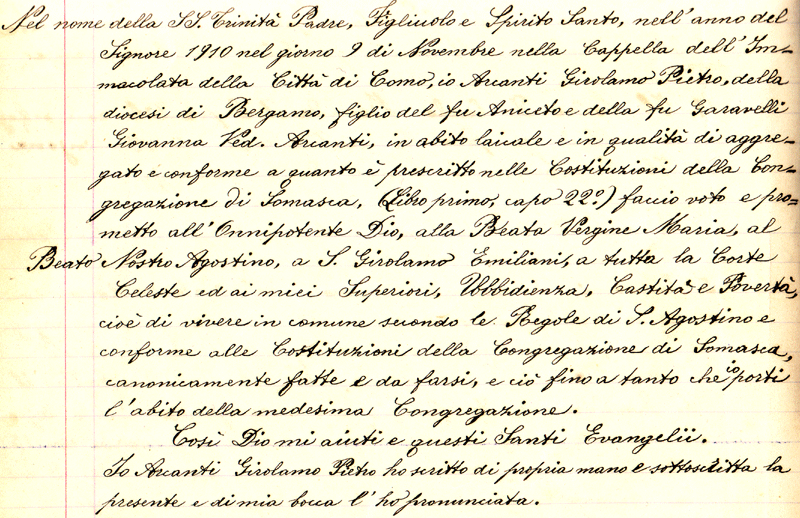 Nel nome della SS. Trinità Padre, Figliuolo e Spirito Santo, nell'anno del
Signore 1910 nel giorno 9 di Novembre nella Cappella dell'Im-
macolata della Città di Como, io Arcanti Girolamo Pietro, della
diocesi di Bergamo, figlio del fu Aniceto e della fu Garavelli
Giovanna Ved. Arcanti, in abito laicale e in qualità di aggre-
gato e conforme a quanto è prescritto nelle Costituzioni della Con-
gregazione di Somasca, (Libro primo, capo 22º) faccio voto e pro-
metto all'Onnipotente Dio, alla Beata Vergine Maria, al
Beato Nostro Agostino, a S. Girolamo Emiliani, a tutta la Corte
Celeste ed ai miei Superiori, Ubbidienza, Castità e Povertà,
cioè di vivere in comune secondo le Regole di S. Agostino e
conforme alle Costituzioni della Congregazione di Somasca,
canonicamente fatte e da farsi, e ciò fino a tanto che io porti
l'abito della medesima Congregazione.
Così Dio mi aiuti e questi Santi Evangelii.
Io Arcanti Girolamo Pietro ho scritto di propria mano e sottoscritta la
presente e di mia bocca l'ho pronunciata.